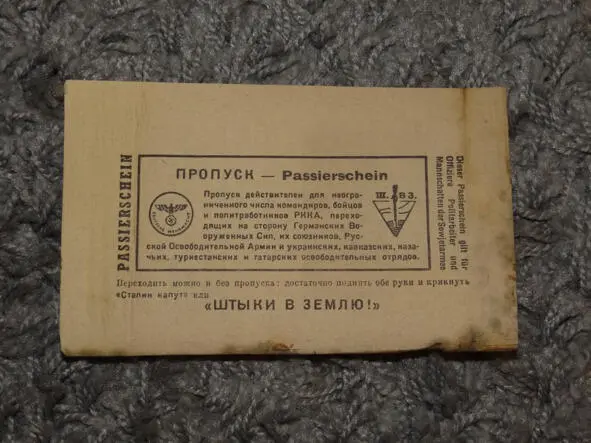 PASSIERSCHEIN
ПРОПУСК — Passierschein
Пропуск действителен для неогра-
ниченного числа командиров, бойцов
и политработников РККА, перехо-
дящих на сторону Германских Во-
оруженных Сил, их союзников, Рус-
ской Освободительной Армии и украинских, кавказских, каза-
чьих, туркестанских и татарских освободительных отрядов.
Ш. В З.
Dieser Passierschein gilt für
Offiziere Politarbeiter und
Mannschaften der Sowjetarmee
Переходить можно и без пропуска: достаточно поднять обе руки и крикнуть
«Сталин капут» или
«ШТЫКИ В ЗЕМЛЮ!»